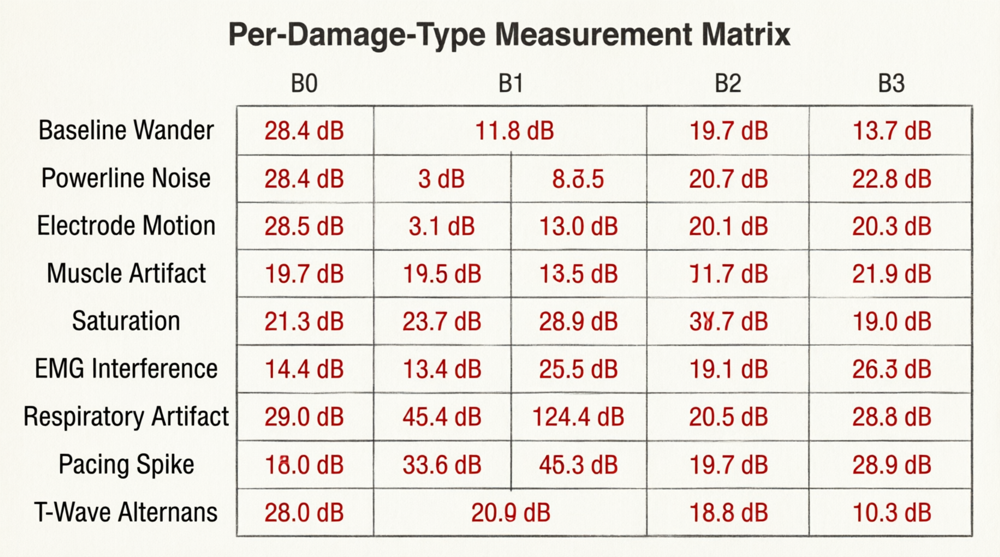 Per-Damage-Type Measurement Matrix
B0 B1 B2 B3
Baseline Wander 28.4 dB 11.8 dB 19.7 dB 13.7 dB
Powerline Noise 28.4 dB 3 dB 20.7 dB 22.8 dB
Electrode Motion 28.5 dB 3.1 dB 13.0 dB 20.1 dB 20.3 dB
Muscle Artifact 19.7 dB 19.5 dB 13.5 dB 11.7 dB 21.9 dB
Saturation 21.3 dB 23.7 dB 28.9 dB dB 19.0 dB
EMG Interference 14.4 dB 13.4 dB 25.5 dB 19.1 dB 26.3 dB
Respiratory Artifact 29.0 dB 45.4 dB 124.4 dB 20.5 dB 28.8 dB
Pacing Spike 18.0 dB 33.6 dB 45.3 dB 19.7 dB 28.9 dB
T-Wave Alternans 28.0 dB 20.9 dB 18.8 dB 10.3 dB